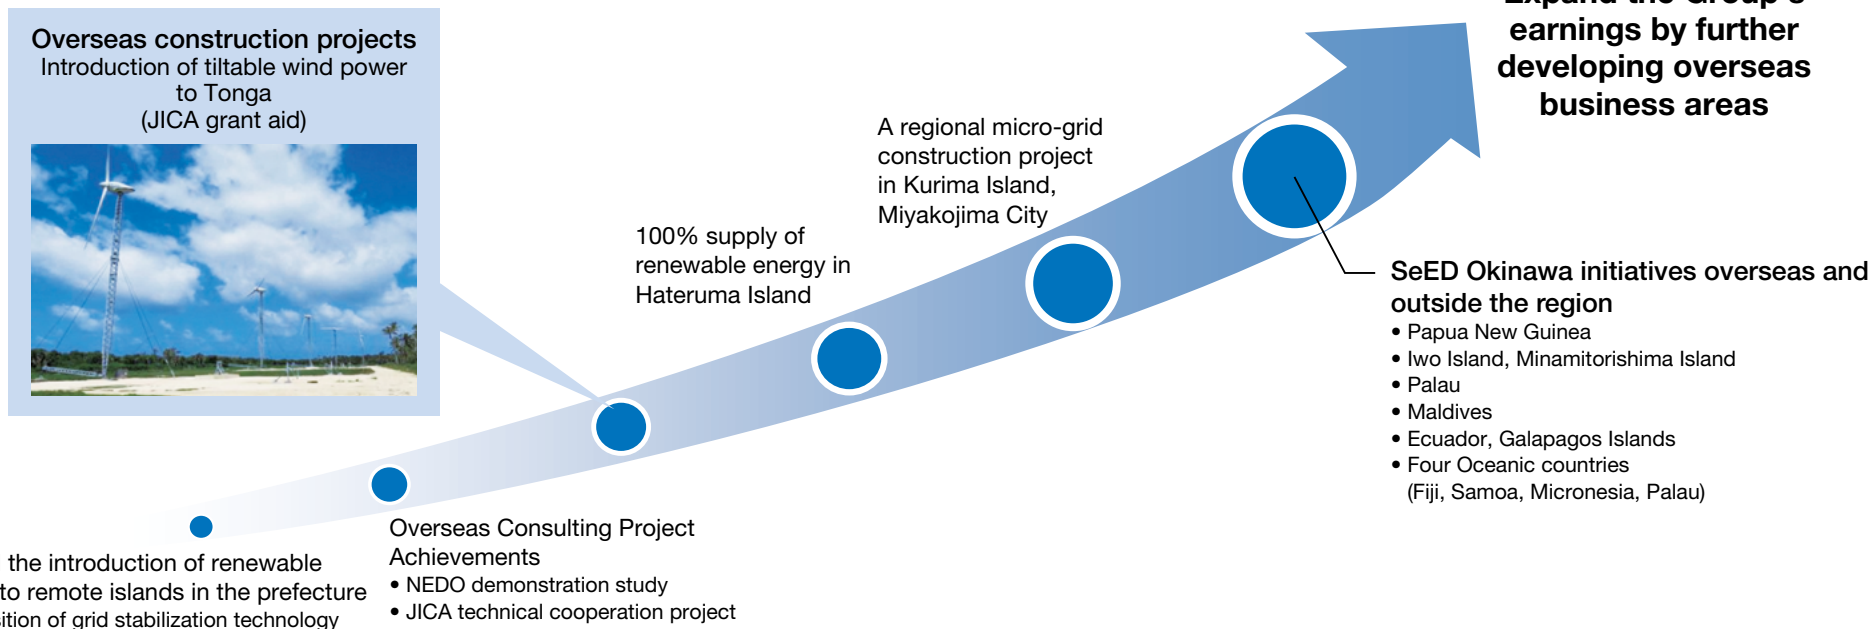 Overseas construction projects
Introduction of tiltable wind power
to Tonga
(JICA grant aid)
100% supply of
renewable energy in
Hateruma Island
A regional micro-grid
construction project
in Kurima Island,
Miyakojima City
Expand the Group's
earnings by further
developing overseas
business areas
SeED Okinawa initiatives overseas and
outside the region
• Papua New Guinea
• Iwo Island, Minamitorishima Island
• Palau
• Maldives
• Ecuador, Galapagos Islands
• Four Oceanic countries
(Fiji, Samoa, Micronesia, Palau)
the introduction of renewable
to remote islands in the prefecture
of grid stabilization technology
Overseas Consulting Project
Achievements
• NEDO demonstration study
• JICA technical cooperation project